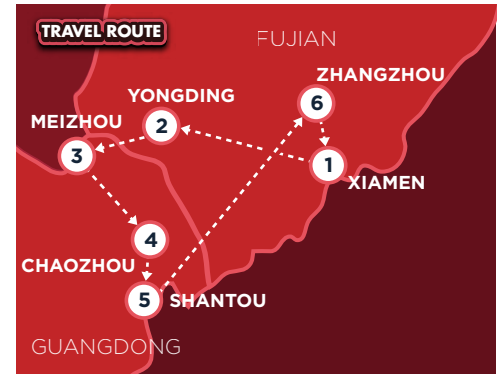 TRAVEL ROUTE
FUJIAN
ZHANGZHOU
6
YONGDING
2
MEIZHOU
3
1
XIAMEN
4
CHAOZHOU
5
SHANTOU
GUANGDONG